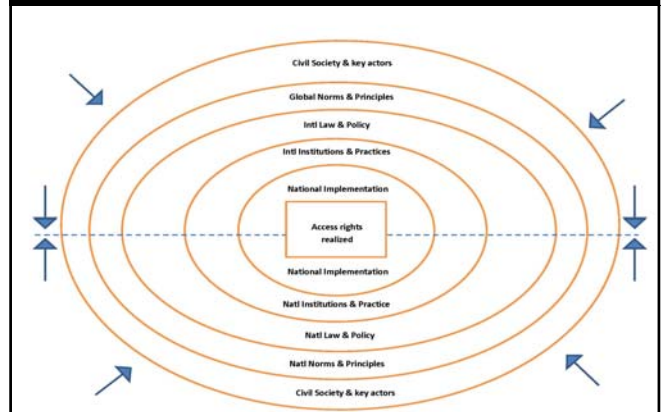 Civil Society & key actors
Global Norms & Principles
Intl Law & Policy
Intl Institutions & Practices
National Implementation
Access rights
realized
National Implementation
Natl Institutions & Practice
Natl Law & Policy
Natl Norms & Principles
Civil Society & key actors